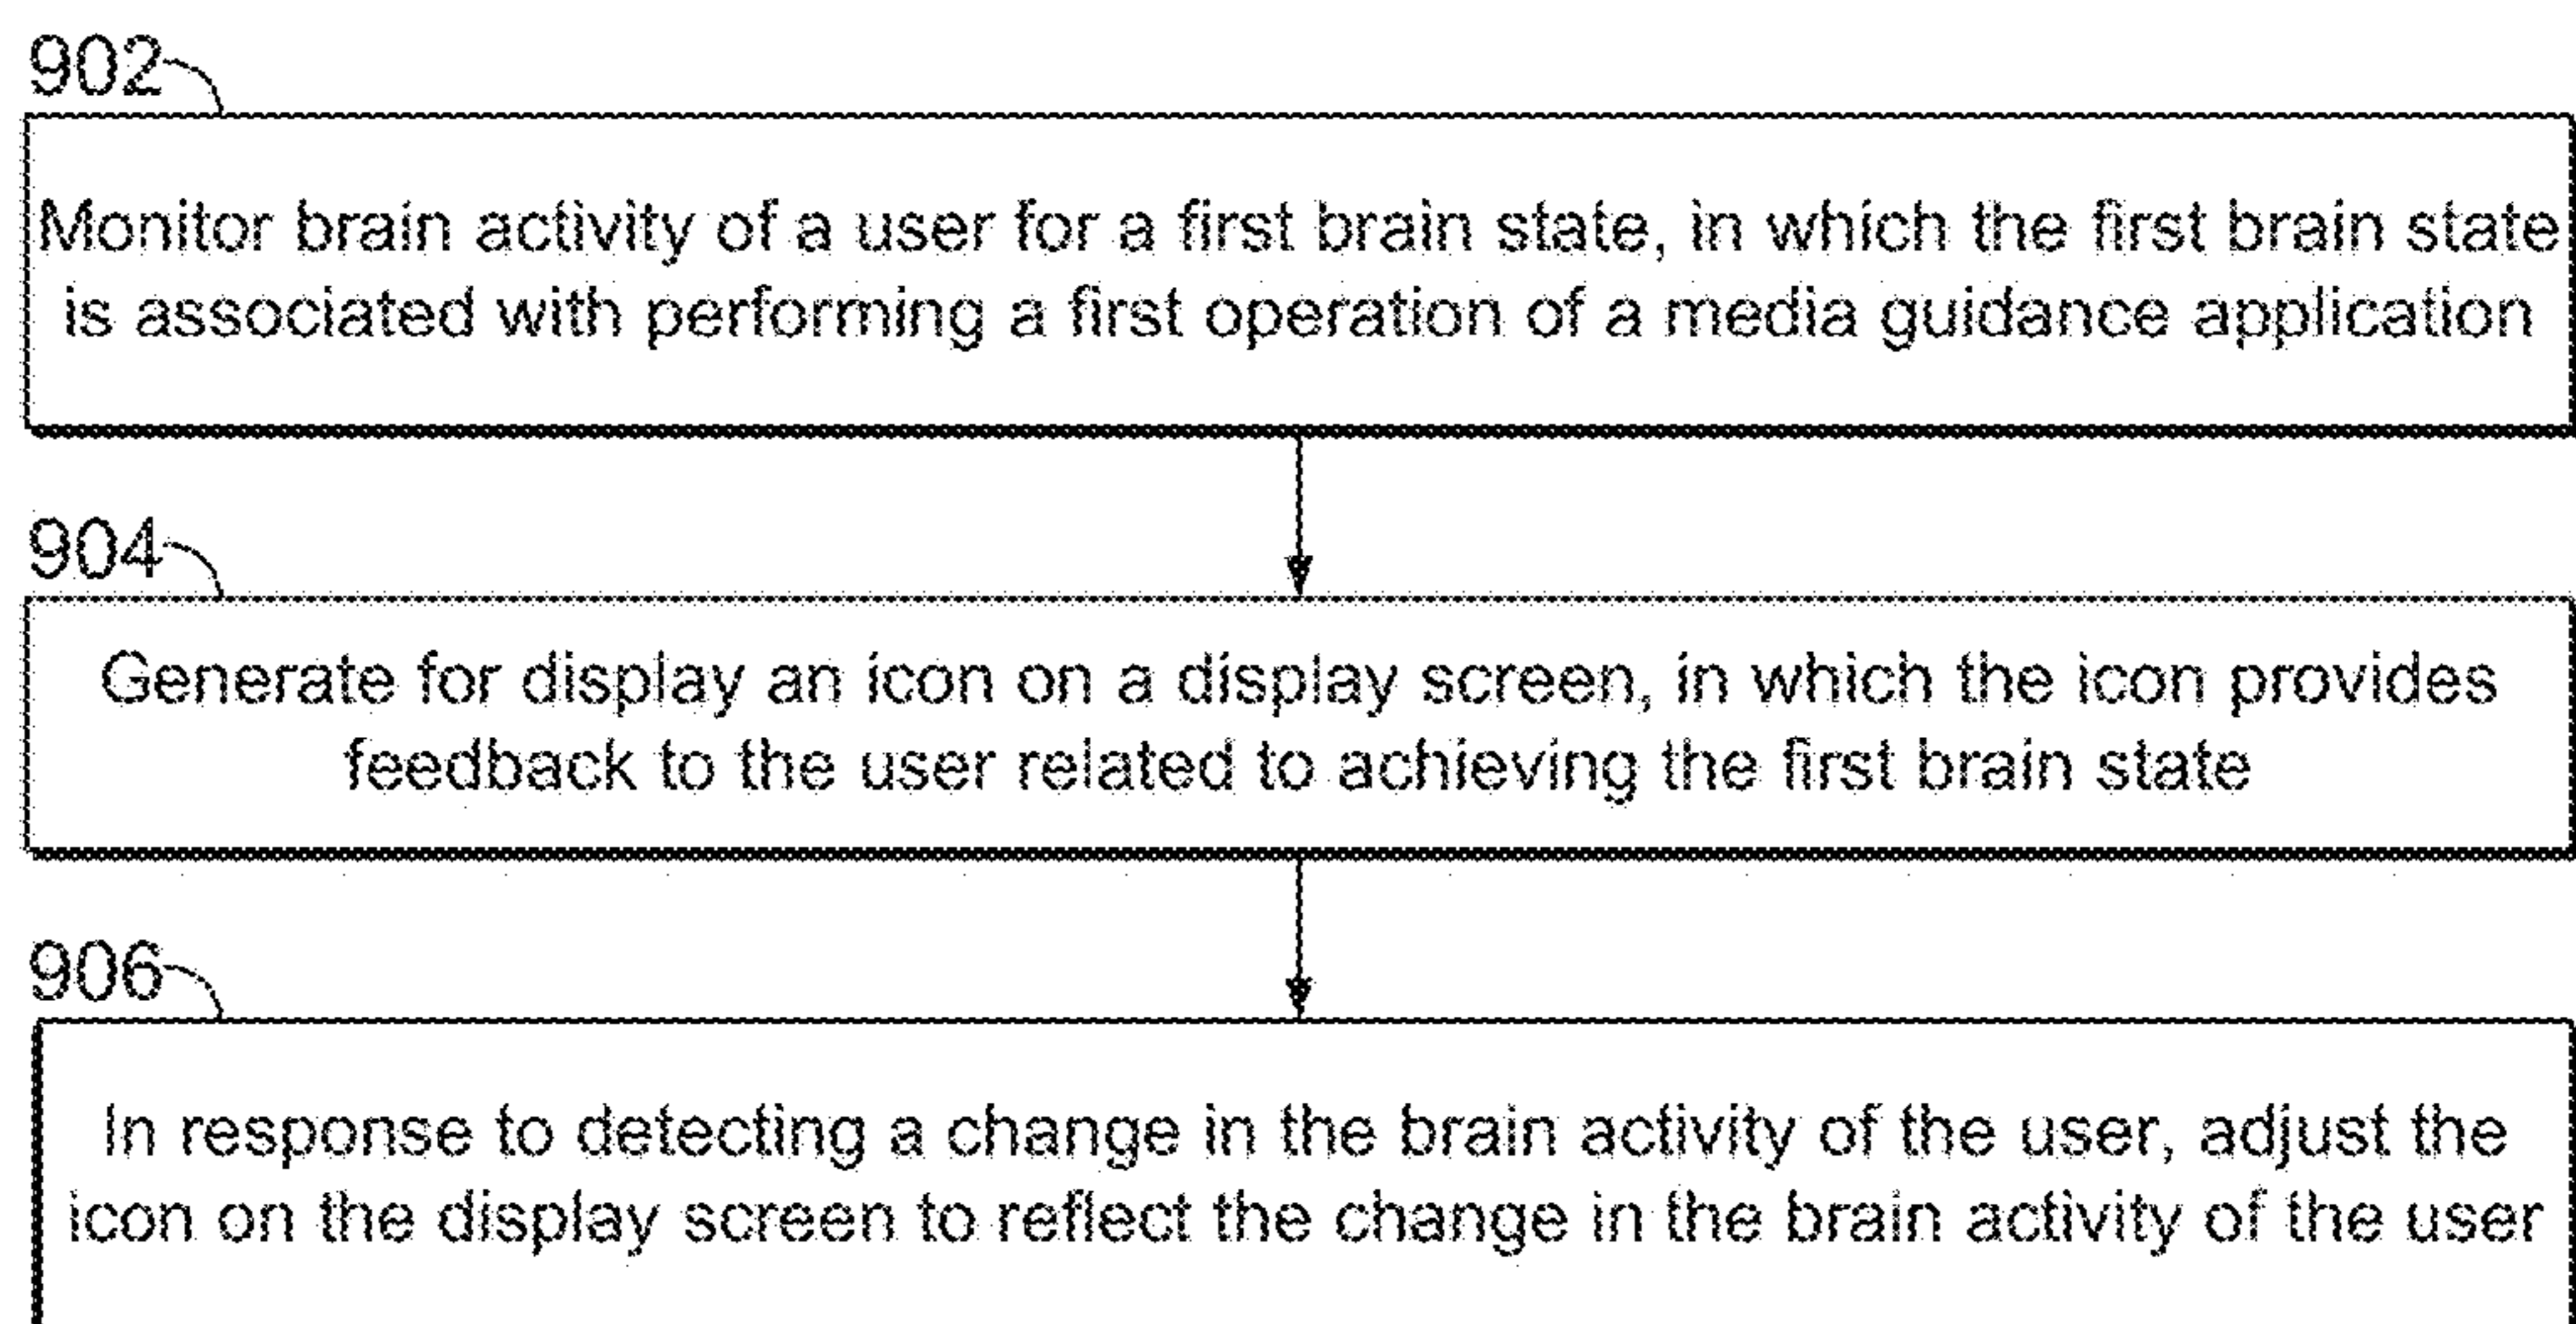 902
Monitor brain activity of a user for a first brain state, in which the first brain state
is associated with performing a first operation of a media guidance application
904
Generate for display an icon on a display screen, in which the icon provides
feedback to the user related to achieving the first brain state
906
In response to detecting a change in the brain activity of the user, adjust the
icon on the display screen to reflect the change in the brain activity of the user